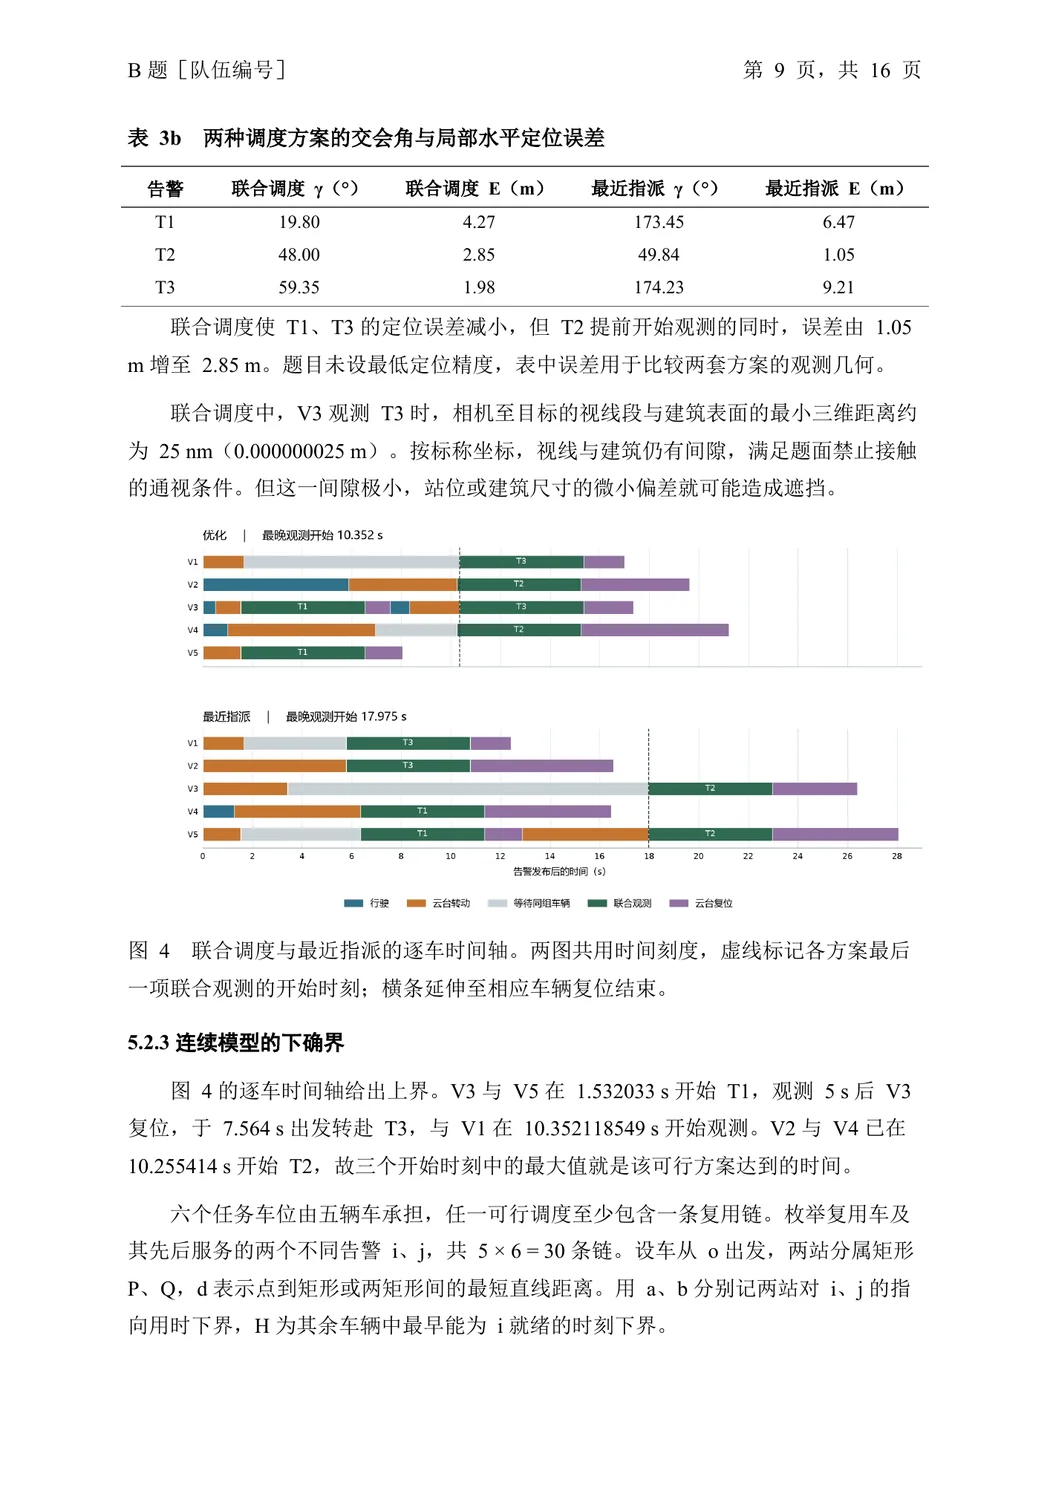 B 题［队伍编号］ 第 9 页，共 16 页
表 3b 两种调度方案的交会角与局部水平定位误差
告警 联合调度 γ（°） 联合调度 E（m） 最近指派 γ（°） 最近指派 E（m）
T1 19.80 4.27 173.45 6.47
T2 48.00 2.85 49.84 1.05
T3 59.35 1.98 174.23 9.21
联合调度使 T1、T3 的定位误差减小，但 T2 提前开始观测的同时，误差由 1.05
m 增至 2.85 m。题目未设最低定位精度，表中误差用于比较两套方案的观测几何。
联合调度中，V3 观测 T3 时，相机至目标的视线段与建筑表面的最小三维距离约
为 25 nm（0.000000025 m）。按标称坐标，视线与建筑仍有间隙，满足题面禁止接触
的通视条件。但这一间隙极小，站位或建筑尺寸的微小偏差就可能造成遮挡。
优化 | 最晚观测开始 10.352 s
V1 T3
V2 T2
V3 T1 T3
V4 T2
V5 T1
最近指派 | 最晚观测开始 17.975 s
V1 T3
V2 T3
V3 T2
V4 T1
V5 T1 T2
0 2 4 6 8 10 12 14 16 18 20 22 24 26 28
告警发布后的时间（s）
行驶 云台转动 等待同组车辆 联合观测 云台复位
图 4 联合调度与最近指派的逐车时间轴。两图共用时间刻度，虚线标记各方案最后
一项联合观测的开始时刻；横条延伸至相应车辆复位结束。
5.2.3 连续模型的下确界
图 4 的逐车时间轴给出上界。V3 与 V5 在 1.532033 s 开始 T1，观测 5 s 后 V3
复位，于 7.564 s 出发转赴 T3，与 V1 在 10.352118549 s 开始观测。V2 与 V4 已在
10.255414 s 开始 T2，故三个开始时刻中的最大值就是该可行方案达到的时间。
六个任务车位由五辆车承担，任一可行调度至少包含一条复用链。枚举复用车及
其先后服务的两个不同告警 i、j，共 5 × 6 = 30 条链。设车从 o 出发，两站分属矩形
P、Q，d 表示点到矩形或两矩形间的最短直线距离。用 a、b 分别记两站对 i、j 的指
向用时下界，H 为其余车辆中最早能为 i 就绪的时刻下界。